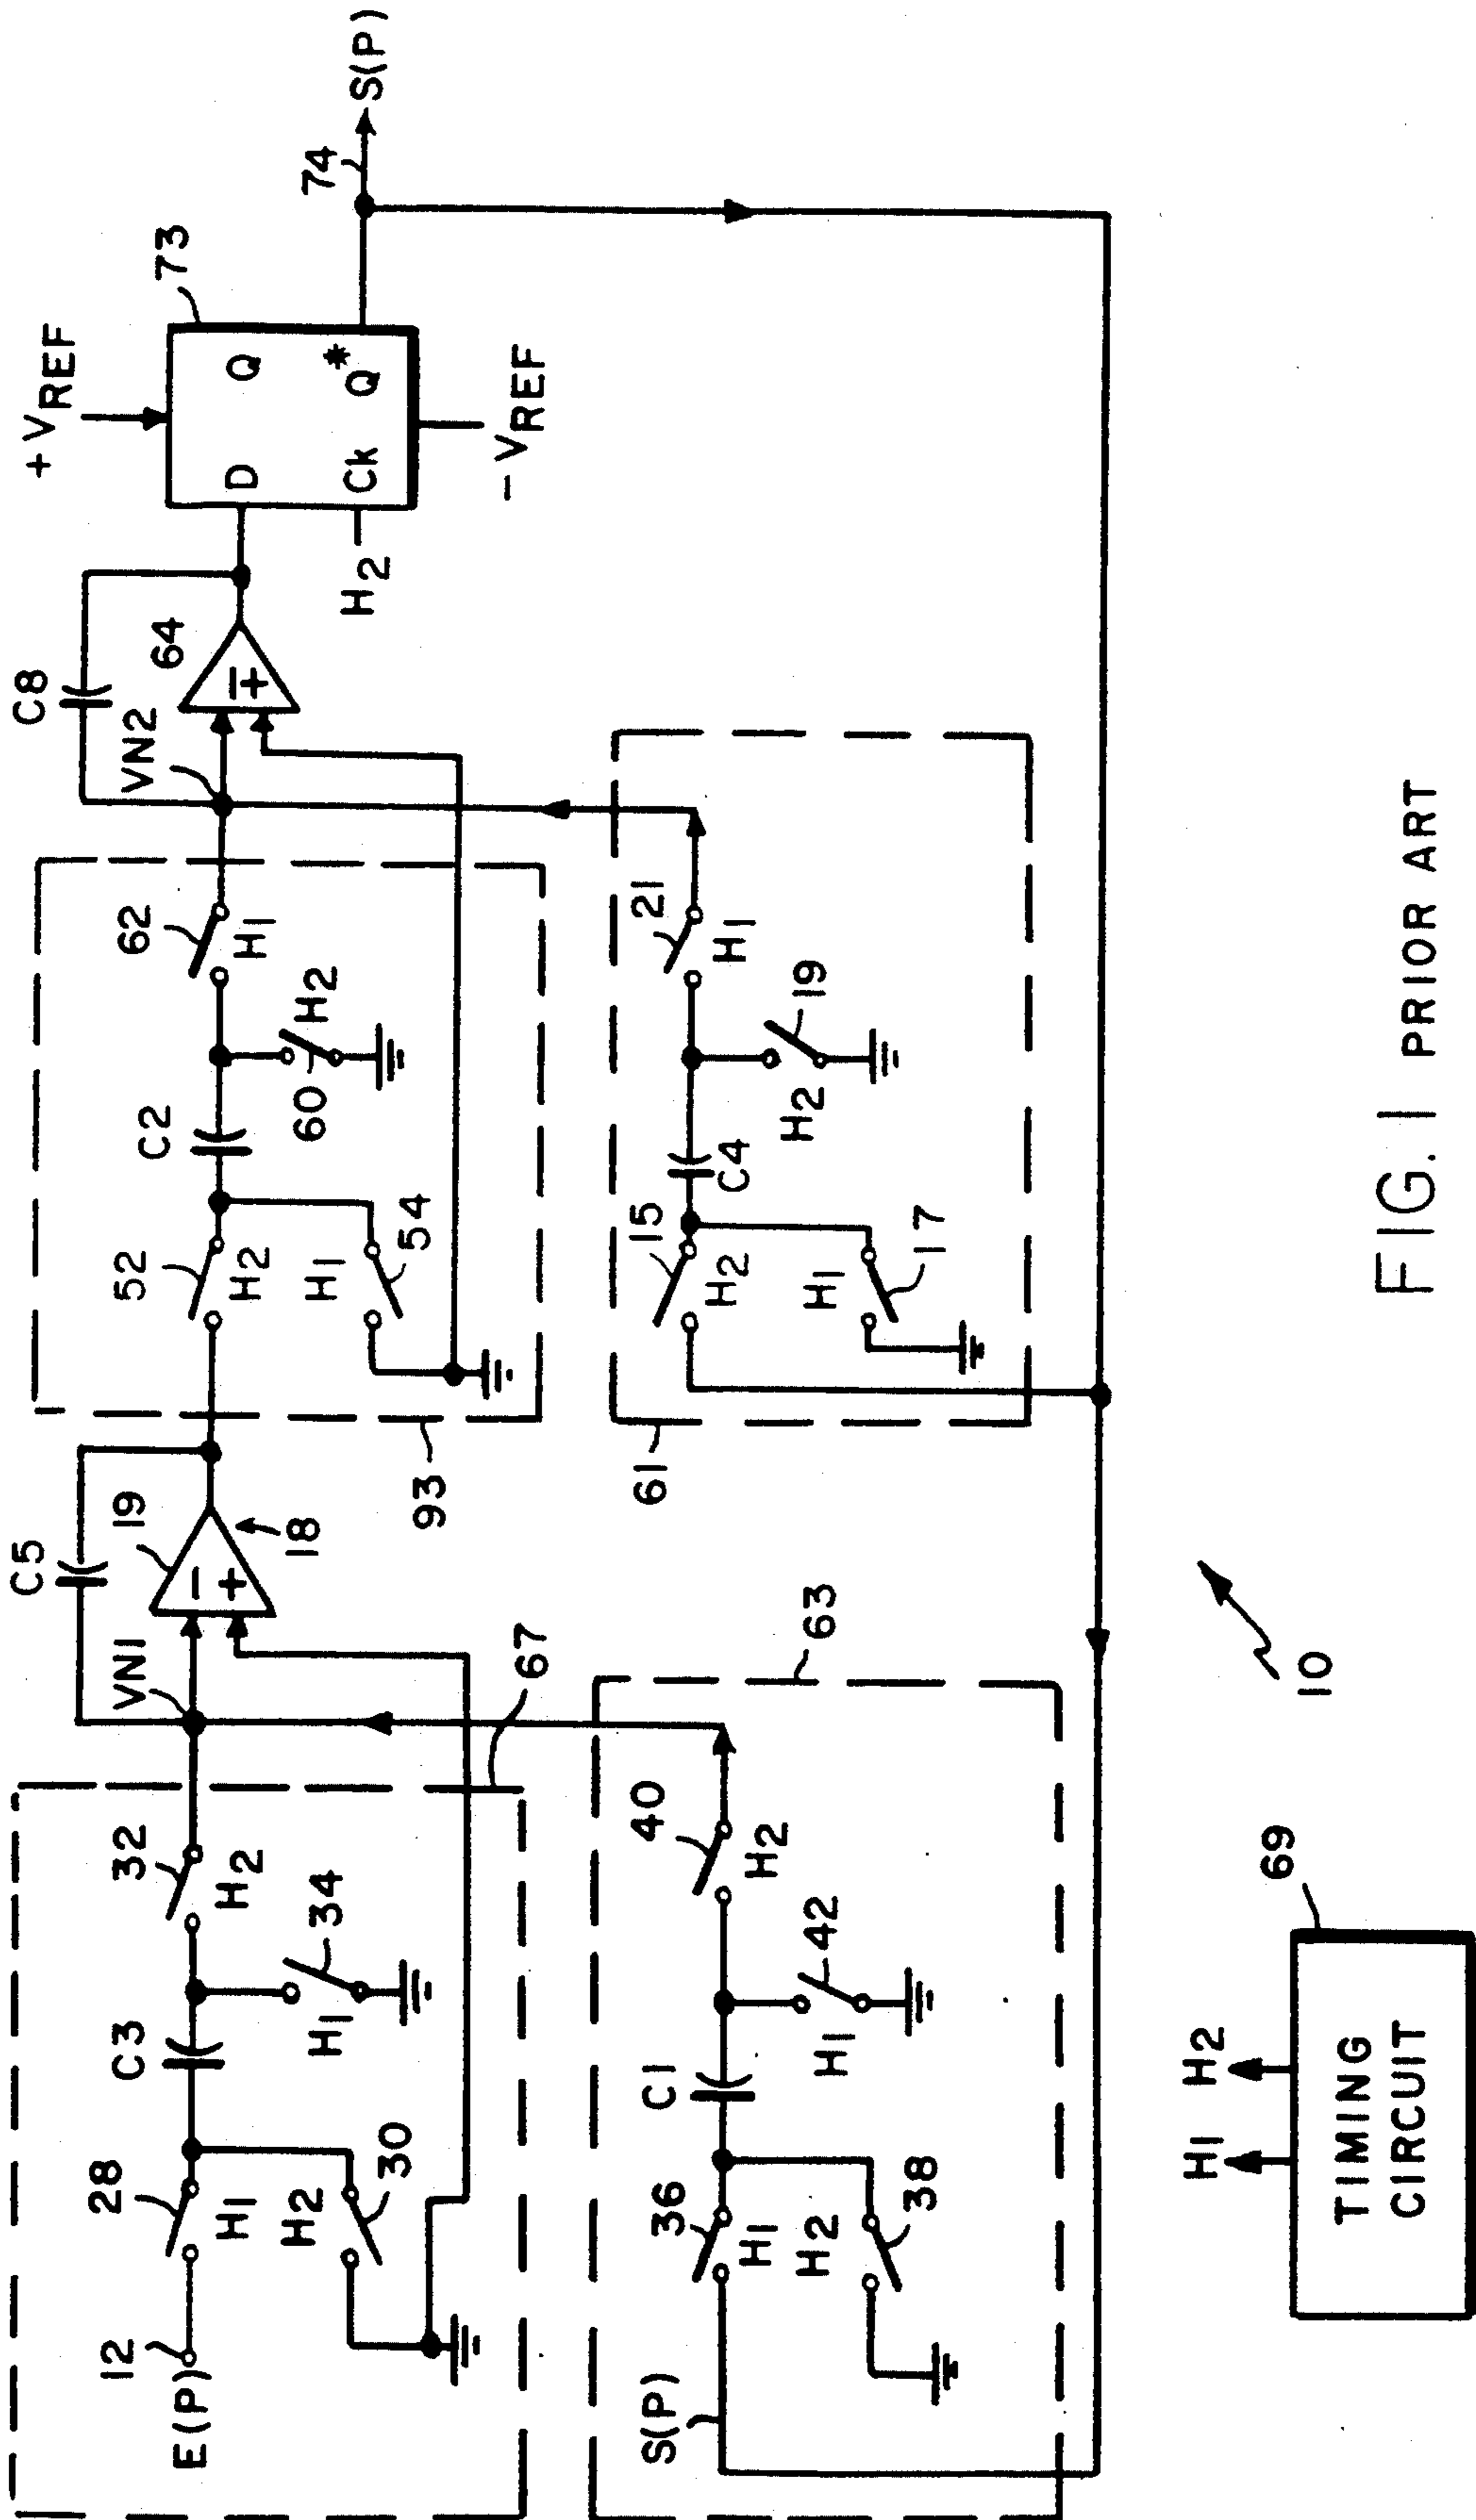 +VREF
C5
C8
VN1
19
VN2
64
73
74
S(P)
12
28
C3
32
52
C2
62
D
Q
E(P)
H1
H2
18
H2
H1
Ck
Q*
H2
H1
34
H1
60
H2
H2
30
54
-VREF
67
93
63
61
S(P)
36
C1
40
15
C4
21
H1
H2
H2
H1
H2
H1
42
H1
H2
19
38
17
10
69
H1
H2
TIMING
CIRCUIT
FIG. 1 PRIOR ART